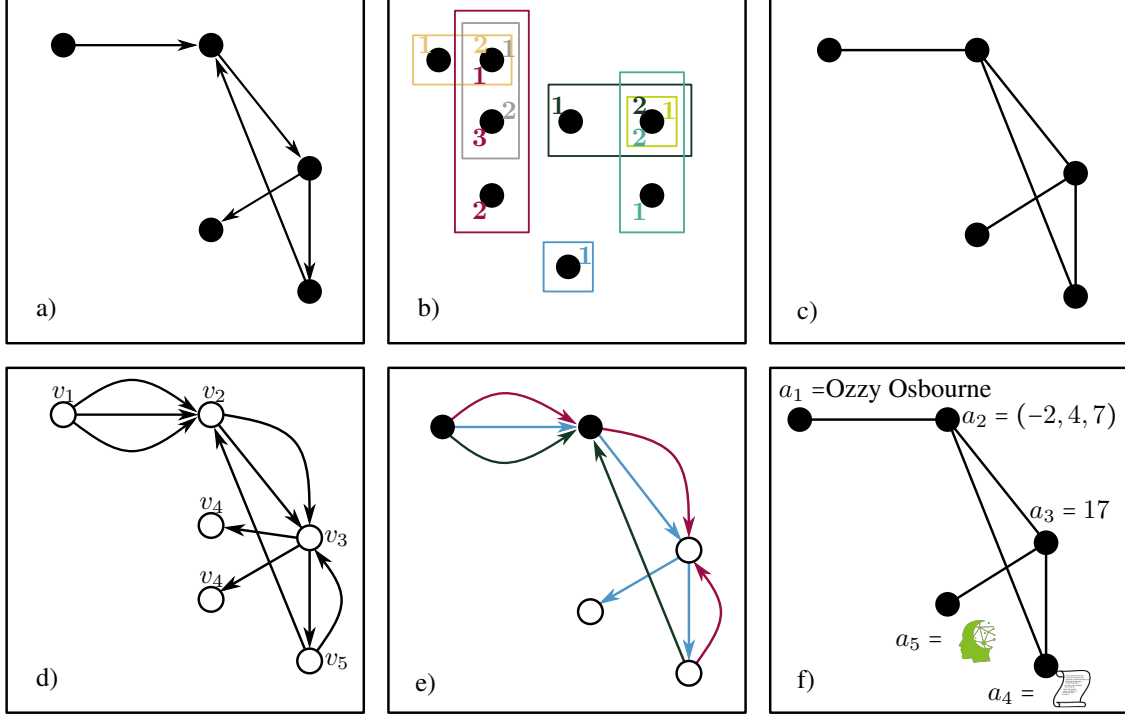 a)
1 2 1
1
2
3
2
1 2 1
2
1
1
b)
c)
v₁ v₂
v₄
v₃
v₄
v₅
d)
e)
a₁ =Ozzy Osbourne
a₂ = (−2, 4, 7)
a₃ = 17
a₅ =
a₄ =
f)